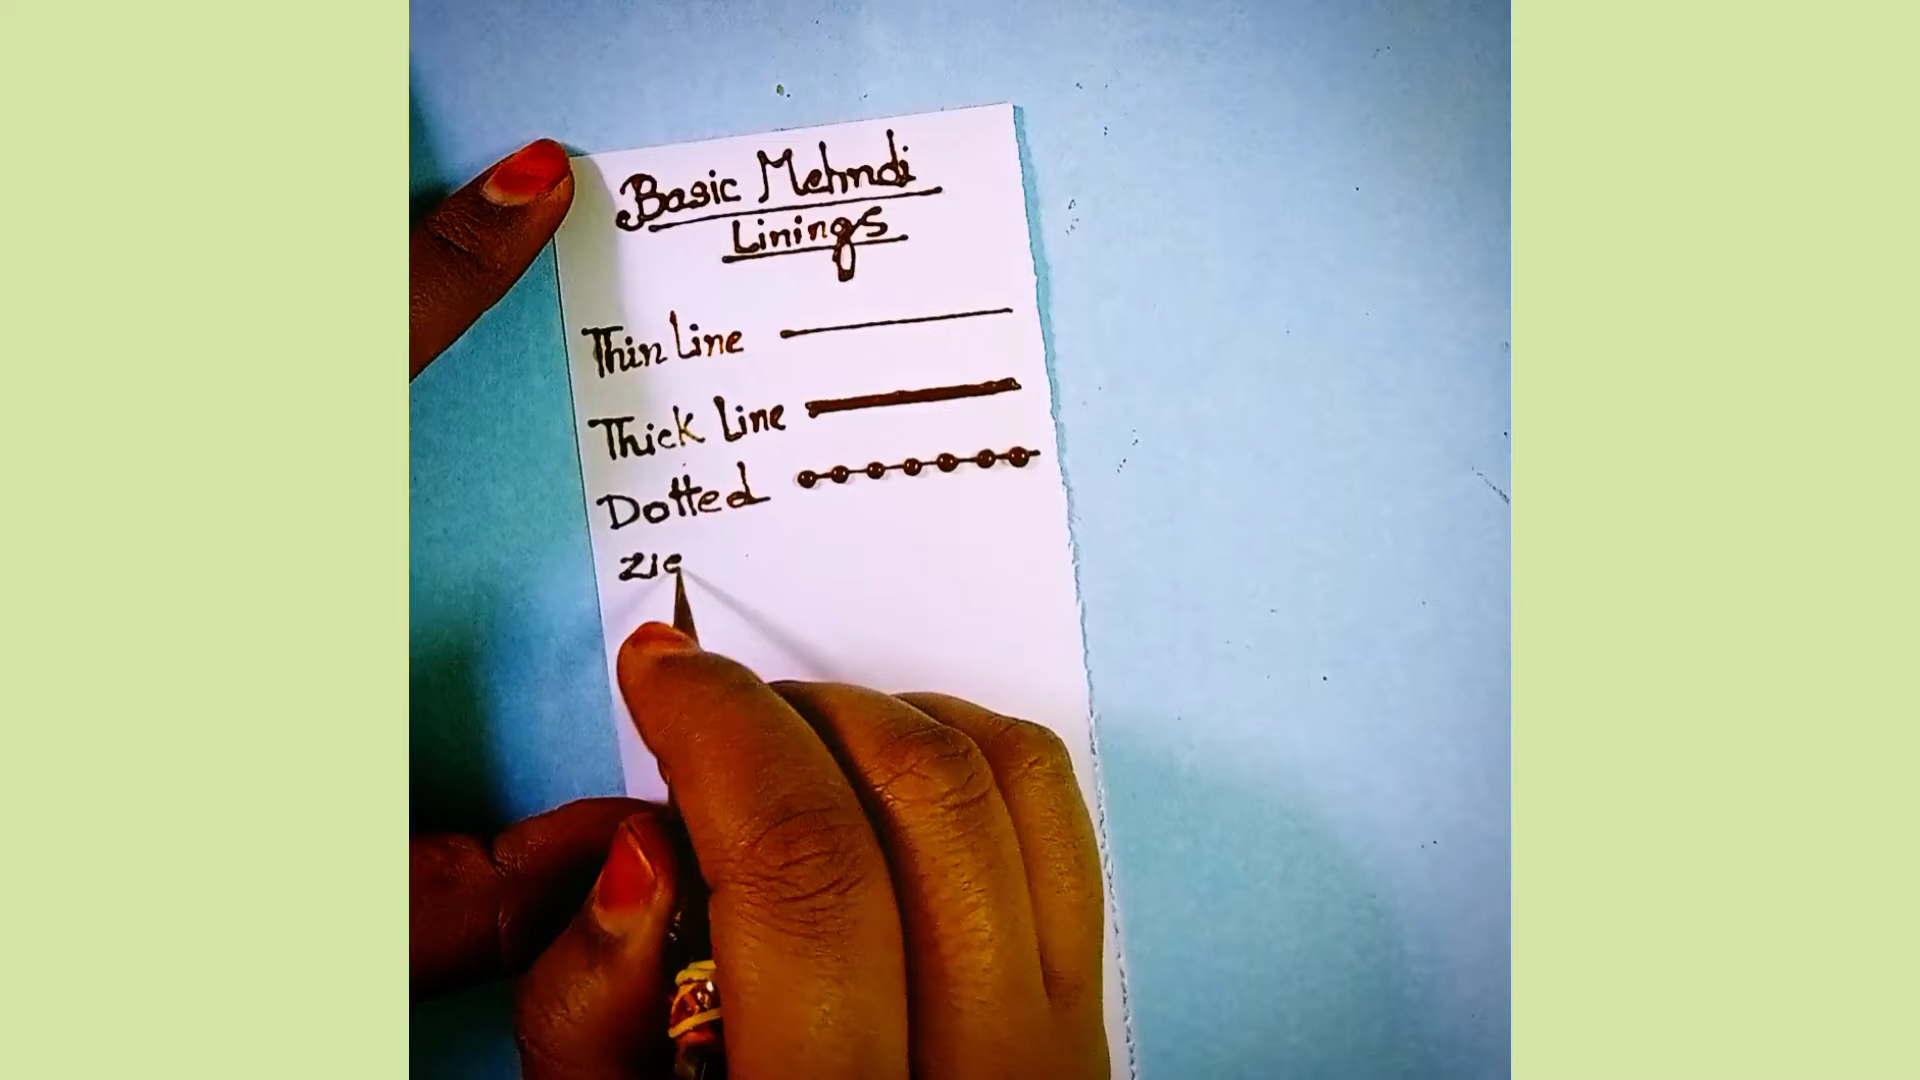 Basic Mehndi
Linings
Thin Line
Thick Line
Dotted